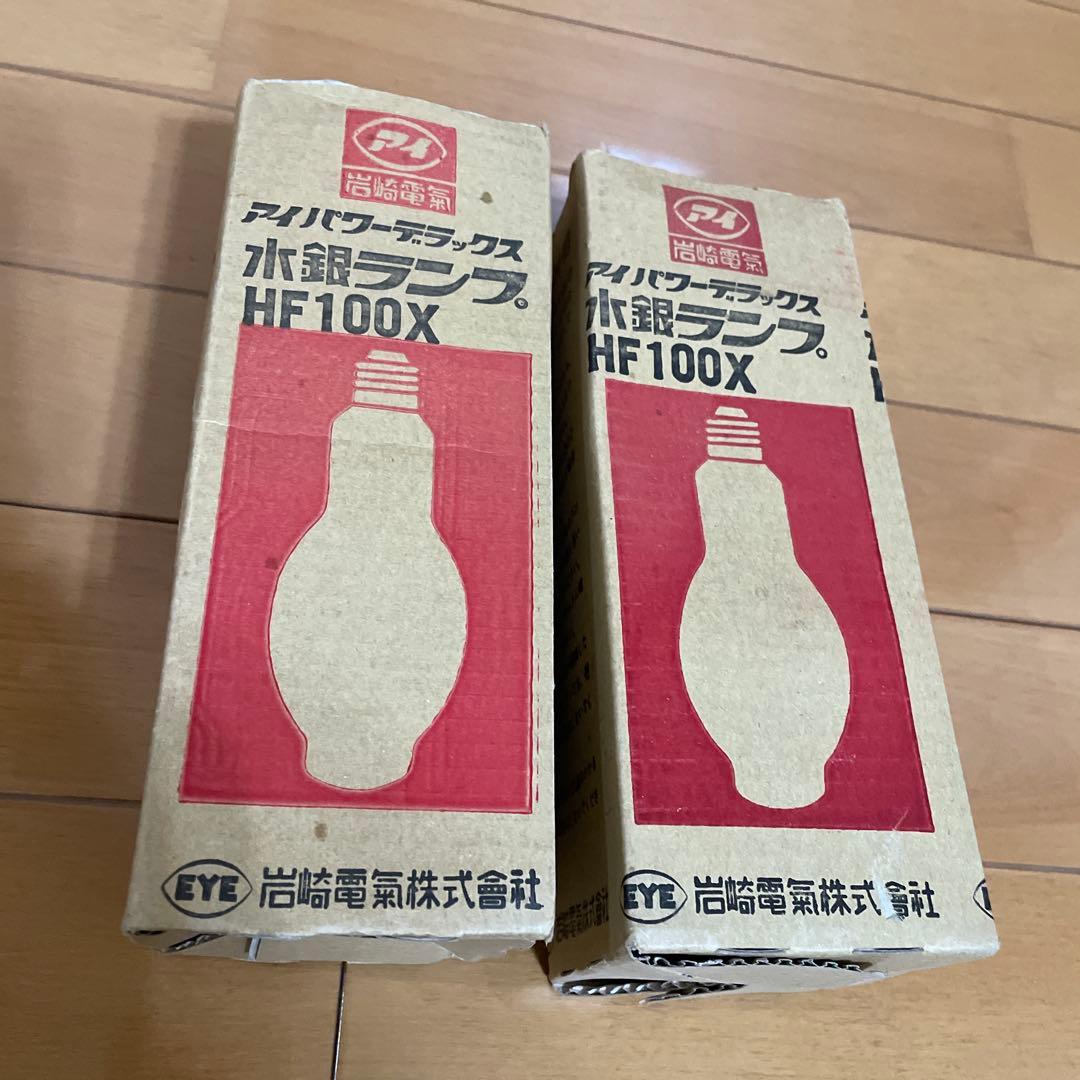 アイ
岩崎電氣
アイパワーデラックス
水銀ランプ。
HF100X
EYE 岩崎電氣株式會社
アイ
岩崎電氣
アイパワーデラックス
水銀ランプ。
HF100X
EYE 岩崎電氣株式會社